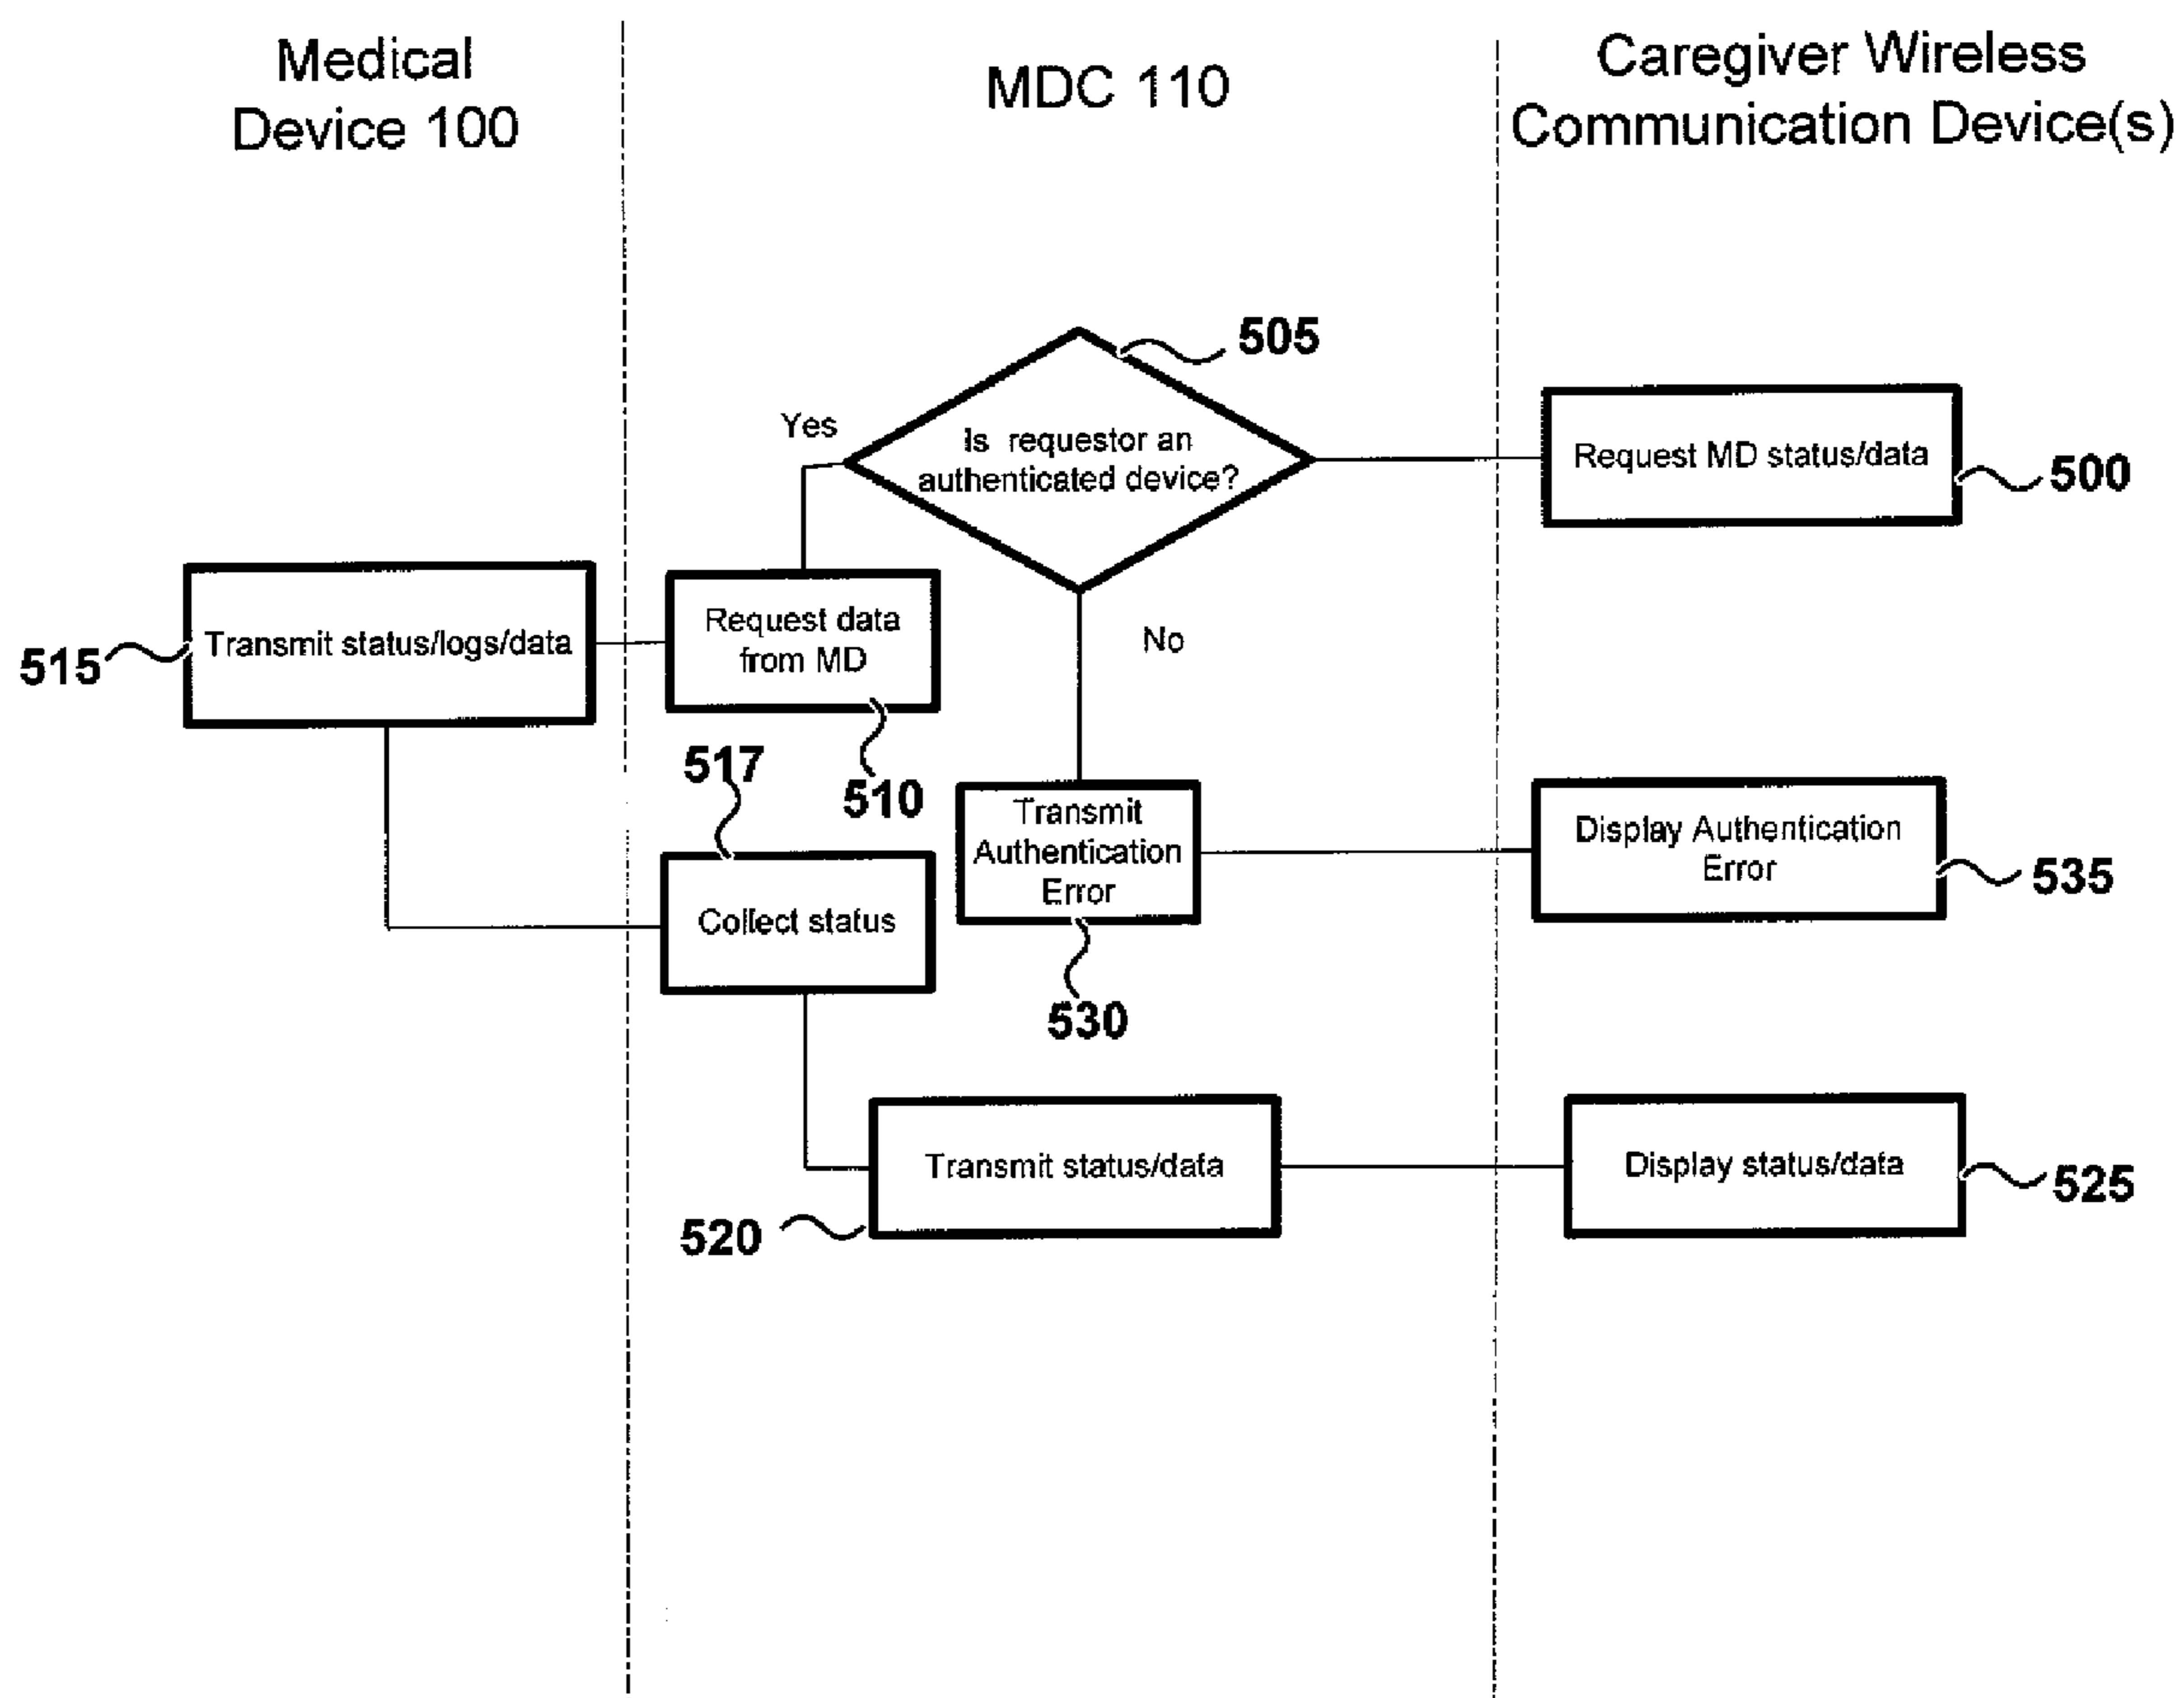 Medical
Device 100
MDC 110
Caregiver Wireless
Communication Device(s)
505
Yes
Is requestor an
authenticated device?
Request MD status/data
500
Transmit status/logs/data
515
Request data
from MD
No
517
510
Transmit
Authentication
Error
Display Authentication
Error
535
Collect status
530
Transmit status/data
520
Display status/data
525